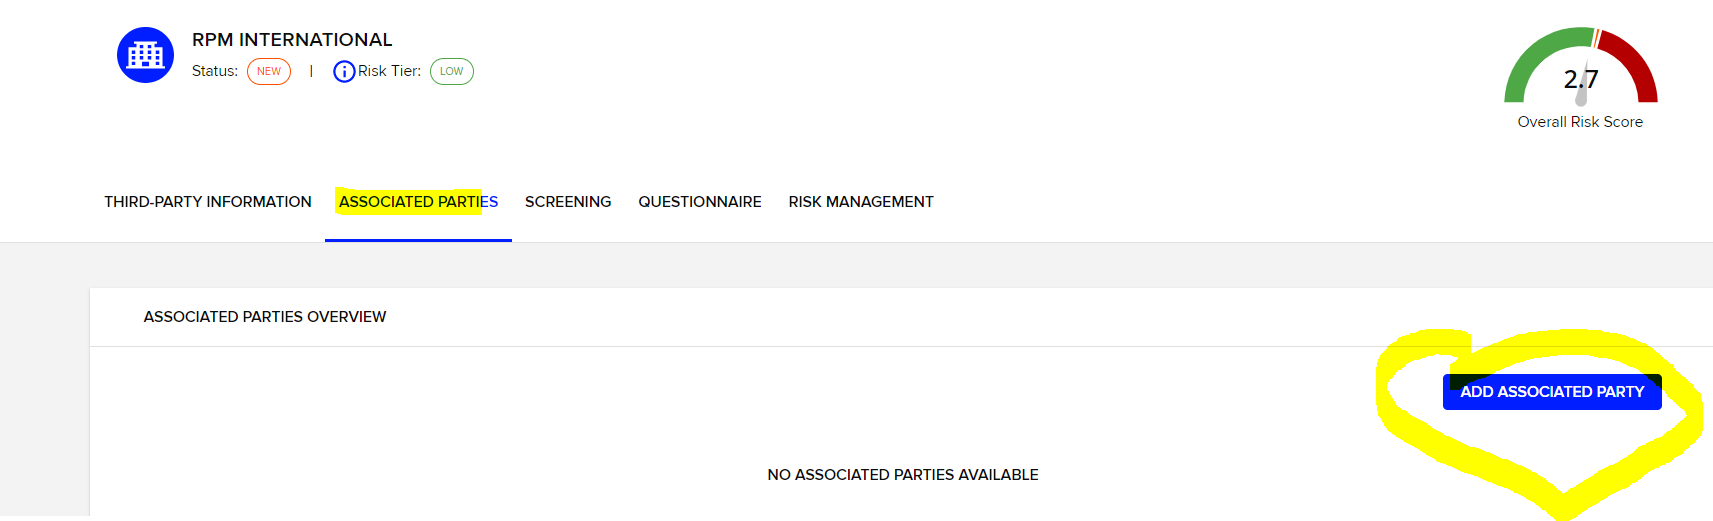 RPM INTERNATIONAL
Status: NEW | Risk Tier: LOW
2.7
Overall Risk Score
THIRD-PARTY INFORMATION ASSOCIATED PARTIES SCREENING QUESTIONNAIRE RISK MANAGEMENT
ASSOCIATED PARTIES OVERVIEW
ADD ASSOCIATED PARTY
NO ASSOCIATED PARTIES AVAILABLE